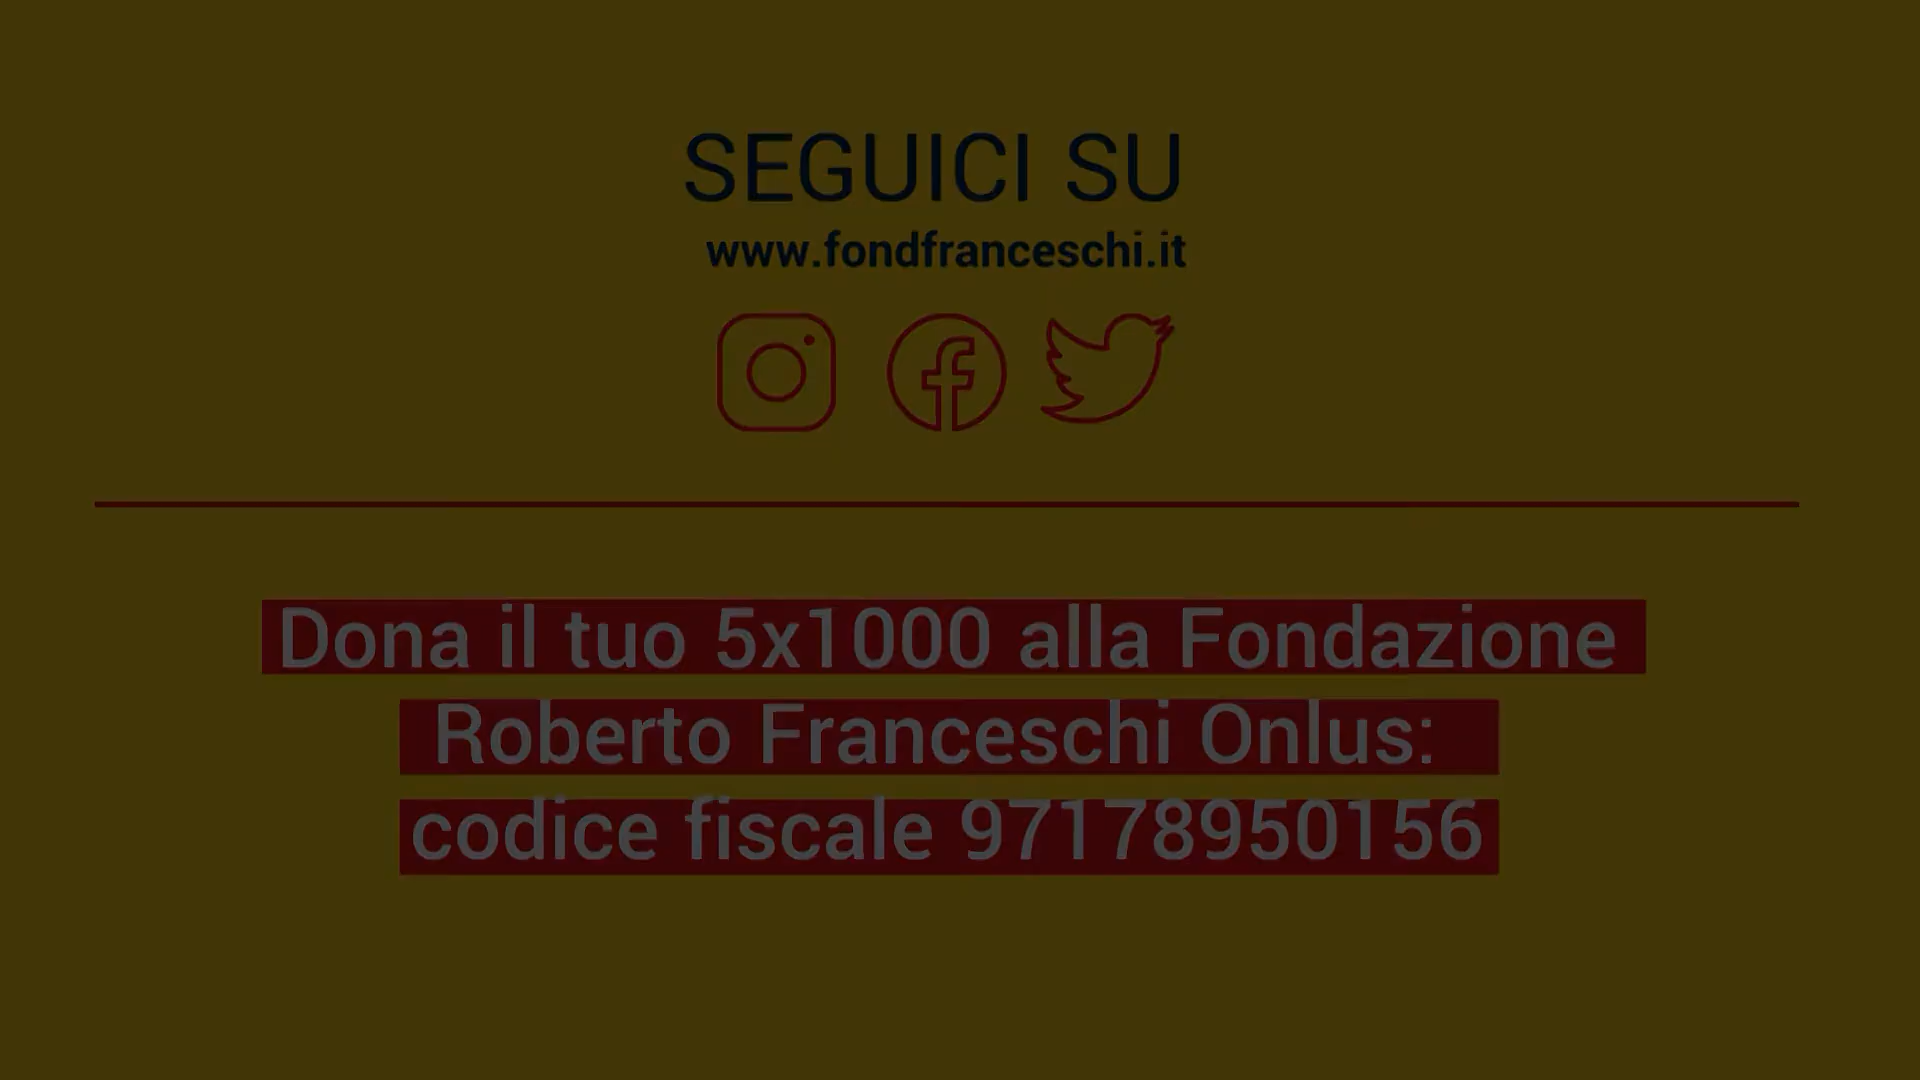 SEGUICI SU
www.fondfranceschi.it
Dona il tuo 5x1000 alla Fondazione
Roberto Franceschi Onlus:
codice fiscale 97178950156